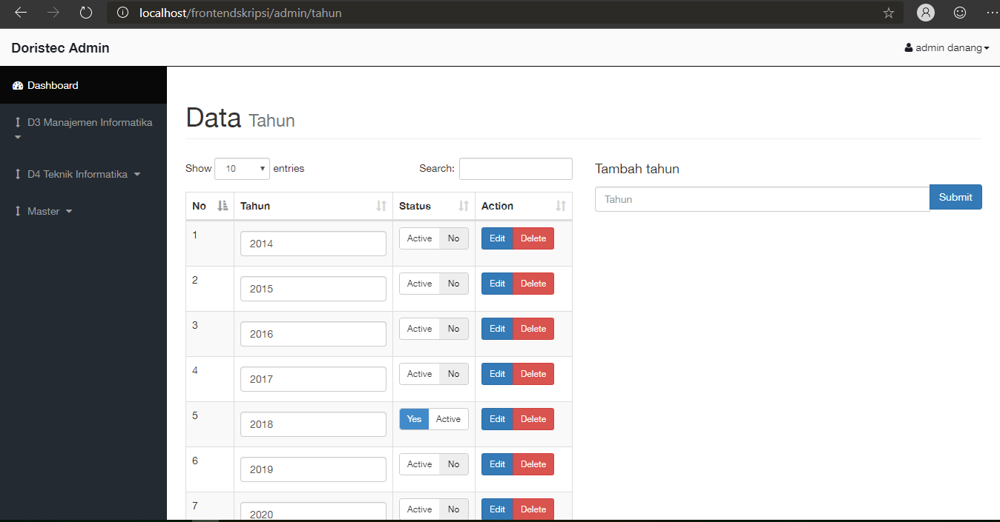 localhost/frontendskripsi/admin/tahun
Doristec Admin
admin danang
Dashboard
D3 Manajemen Informatika
D4 Teknik Informatika
Master
Data Tahun
Show 10 entries
Search:
Tambah tahun
Tahun
Submit
No Tahun Status Action
1 2014 Active No Edit Delete
2 2015 Active No Edit Delete
3 2016 Active No Edit Delete
4 2017 Active No Edit Delete
5 2018 Yes Active Edit Delete
6 2019 Active No Edit Delete
7 2020 Active No Edit Delete